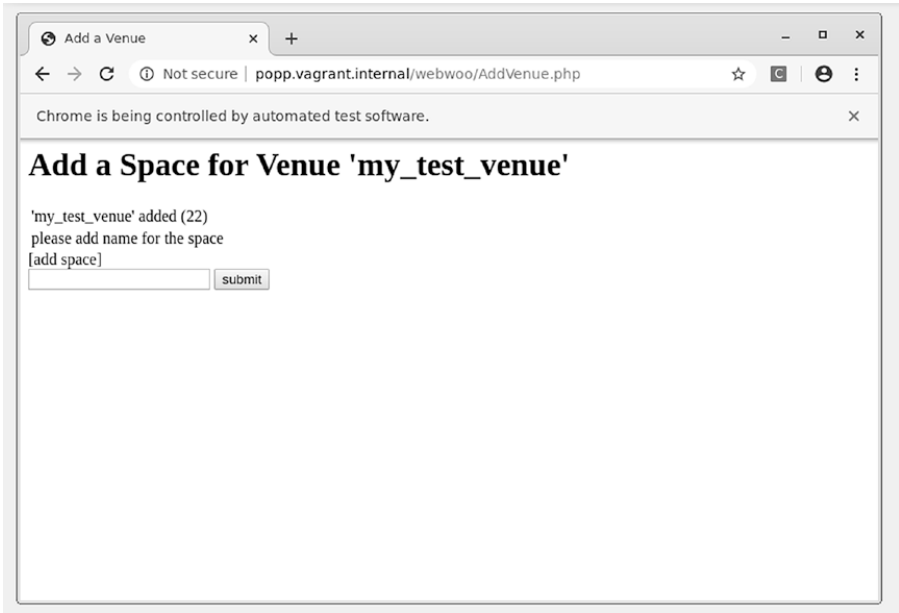 Add a Venue
Not secure | popp.vagrant.internal/webwoo/AddVenue.php
C
Chrome is being controlled by automated test software.
Add a Space for Venue 'my_test_venue'
'my_test_venue' added (22)
please add name for the space
[add space]
submit